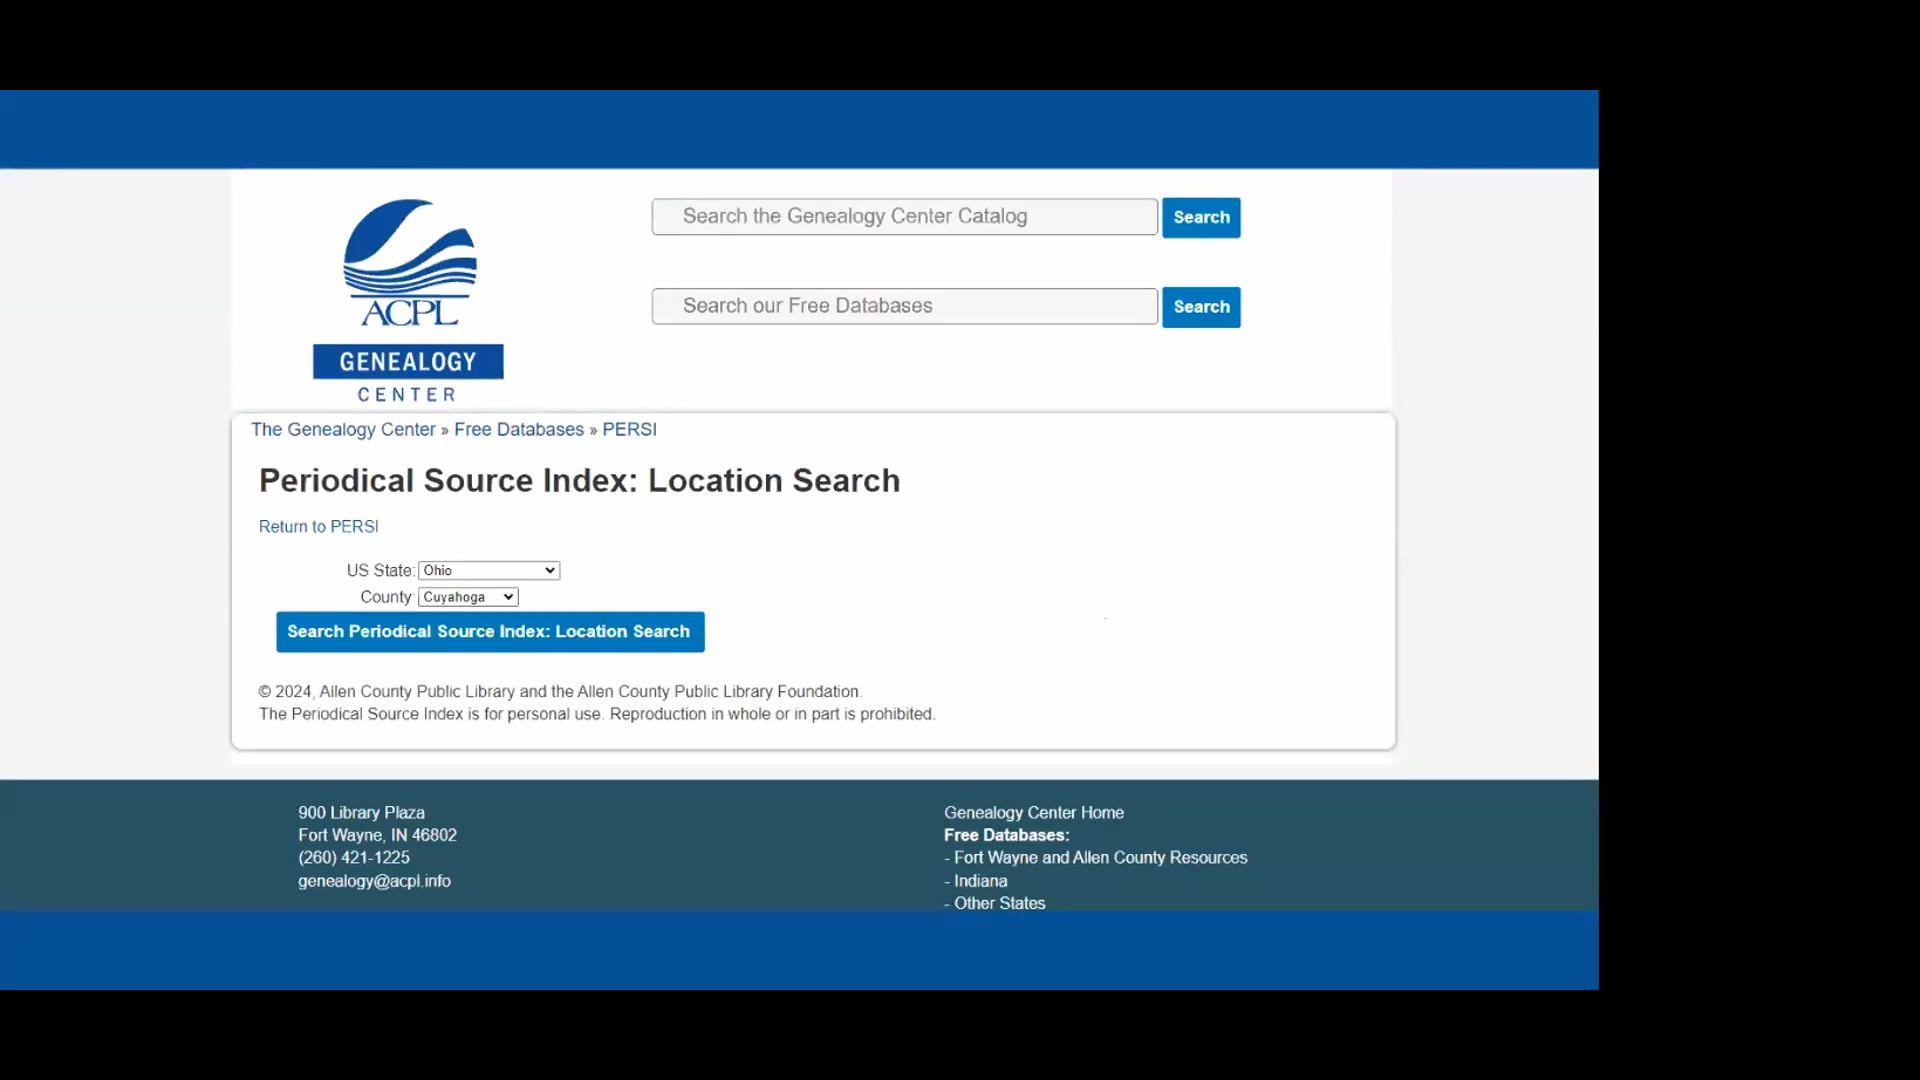 Search the Genealogy Center Catalog Search
Search our Free Databases Search
ACPL
GENEALOGY
CENTER
The Genealogy Center » Free Databases » PERSI
Periodical Source Index: Location Search
Return to PERSI
US State: Ohio
County: Cuyahoga
Search Periodical Source Index: Location Search
© 2024, Allen County Public Library and the Allen County Public Library Foundation.
The Periodical Source Index is for personal use. Reproduction in whole or in part is prohibited.
900 Library Plaza
Fort Wayne, IN 46802
(260) 421-1225
genealogy@acpl.info
Genealogy Center Home
Free Databases:
- Fort Wayne and Allen County Resources
- Indiana
- Other States